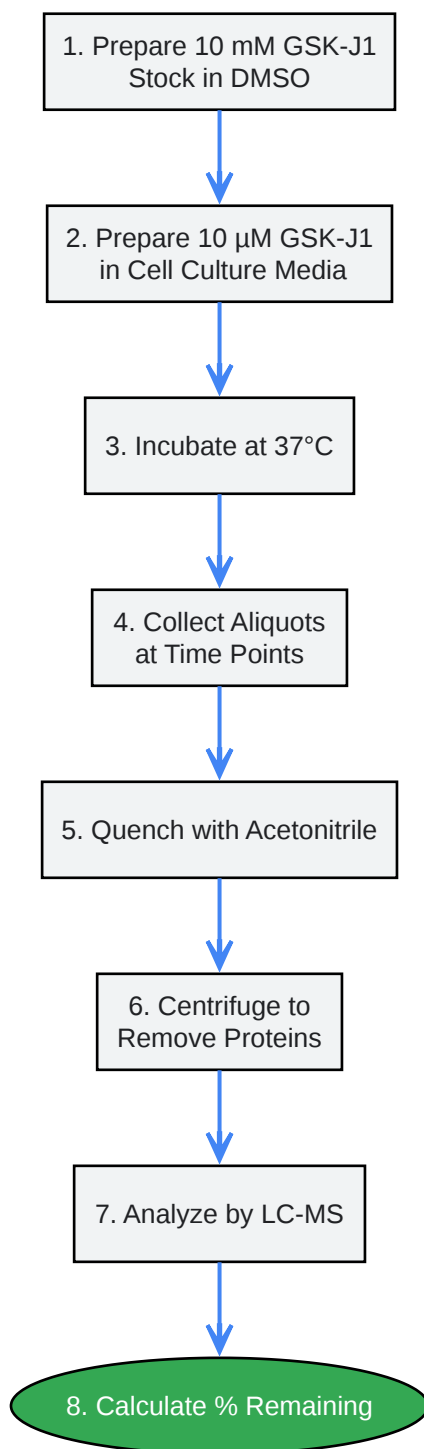 1. Prepare 10 mM GSK-J1
Stock in DMSO
2. Prepare 10 µM GSK-J1
in Cell Culture Media
3. Incubate at 37°C
4. Collect Aliquots
at Time Points
5. Quench with Acetonitrile
6. Centrifuge to
Remove Proteins
7. Analyze by LC-MS
8. Calculate % Remaining